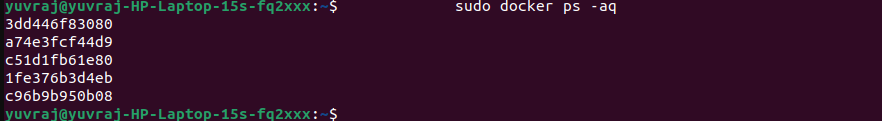 yuvraj@yuvraj-HP-Laptop-15s-fq2xxx:~$ sudo docker ps -aq
3dd446f83080
a74e3fcf44d9
c51d1fb61e80
1fe376b3d4eb
c96b9b950b08
yuvraj@yuvraj-HP-Laptop-15s-fq2xxx:~$